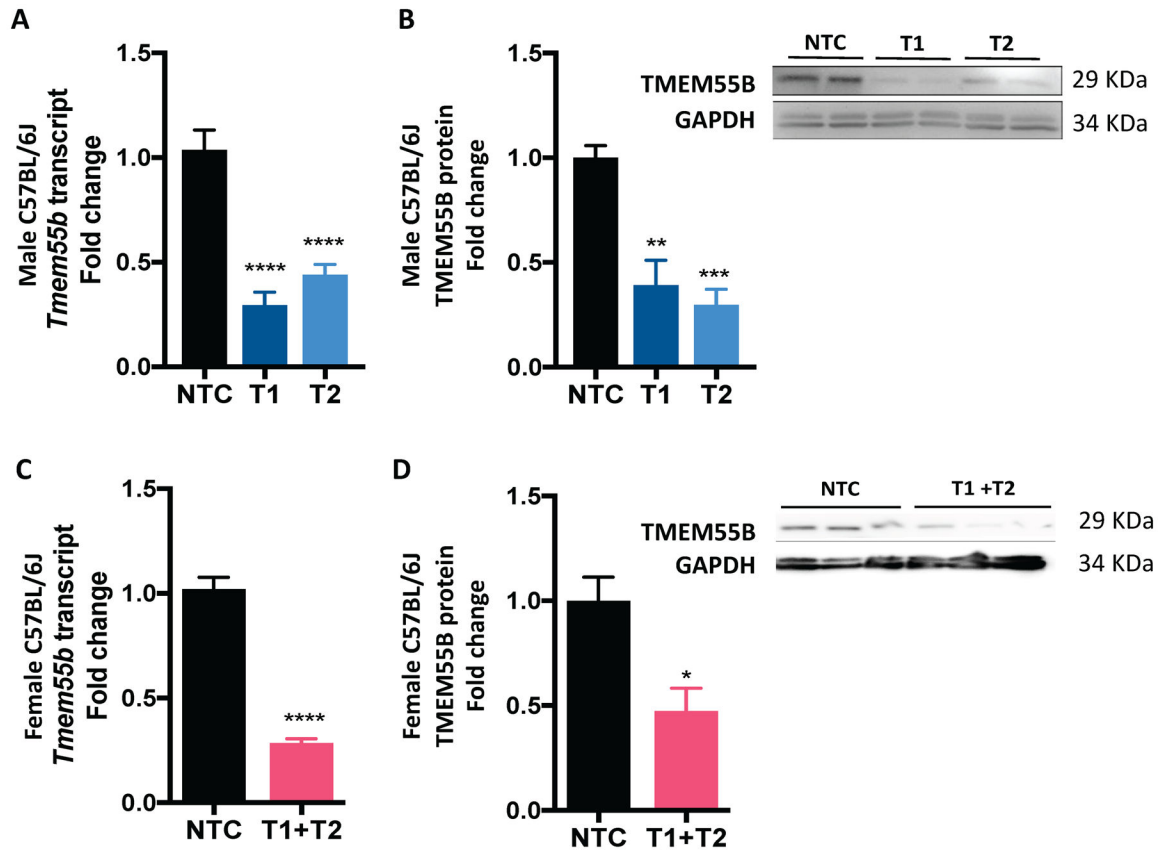 A
Male C57BL/6J
Tmem55b transcript
Fold change
1.5
1.0
0.5
0.0
****
****
NTC T1 T2
B
Male C57BL/6J
TMEM55B protein
Fold change
1.5
1.0
0.5
0.0
**
***
NTC T1 T2
NTC T1 T2
TMEM55B 29 KDa
GAPDH 34 KDa
C
Female C57BL/6J
Tmem55b transcript
Fold change
1.5
1.0
0.5
0.0
****
NTC T1+T2
D
Female C57BL/6J
TMEM55B protein
Fold change
1.5
1.0
0.5
0.0
*
NTC T1+T2
NTC T1 +T2
TMEM55B 29 KDa
GAPDH 34 KDa